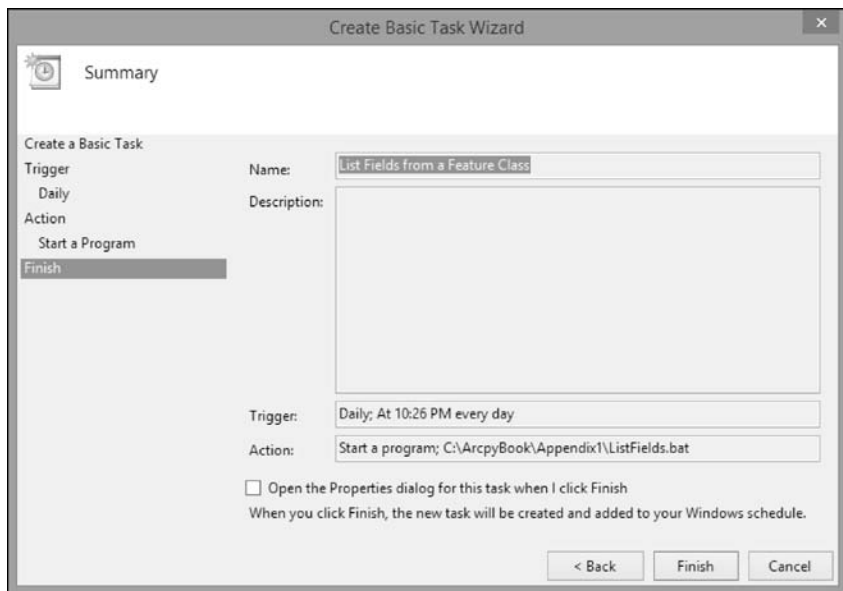 Create Basic Task Wizard
Summary
Create a Basic Task
Trigger
Daily
Action
Start a Program
Finish
Name:
List Fields from a Feature Class
Description:
Trigger:
Daily; At 10:26 PM every day
Action:
Start a program; C:\ArcpyBook\Appendix1\ListFields.bat
Open the Properties dialog for this task when I click Finish
When you click Finish, the new task will be created and added to your Windows schedule.
< Back
Finish
Cancel